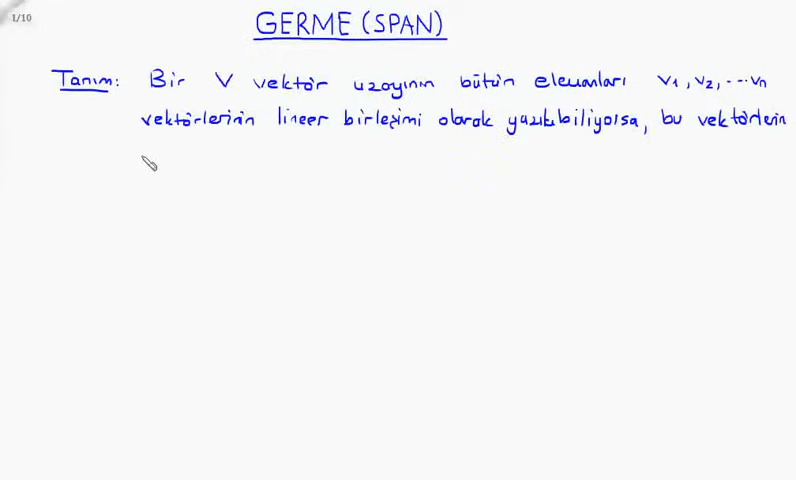 1/10
GERME (SPAN)
Tanım: Bir V vektör uzayının bütün elemanları v1, v2, ... vn
vektörlerinin lineer birleşimi olarak yazılabiliyorsa, bu vektörlerin